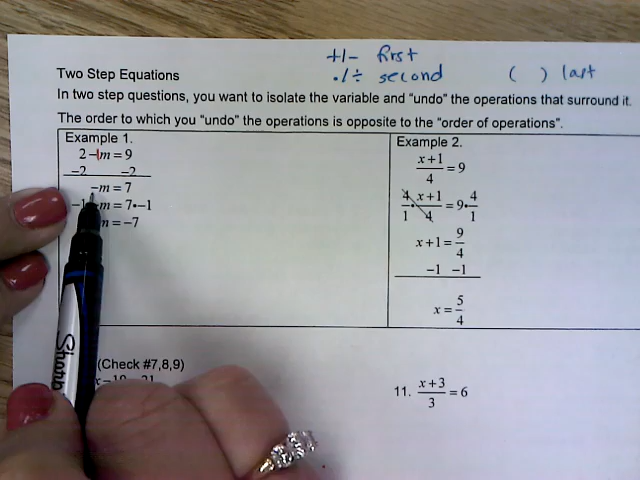 +/- first
·/÷ second ( ) last
Two Step Equations
In two step questions, you want to isolate the variable and "undo" the operations that surround it.
The order to which you "undo" the operations is opposite to the "order of operations".
Example 1.
2 -1m = 9
-2 -2
-m = 7
m = 7•-1
= -7
Example 2.
x+1/4 = 9
4/1 • x+1/4 = 9•4/1
x+1 = 9/4
-1 -1
x = 5/4
(Check #7,8,9)
11. x+3/3 = 6
Sharp